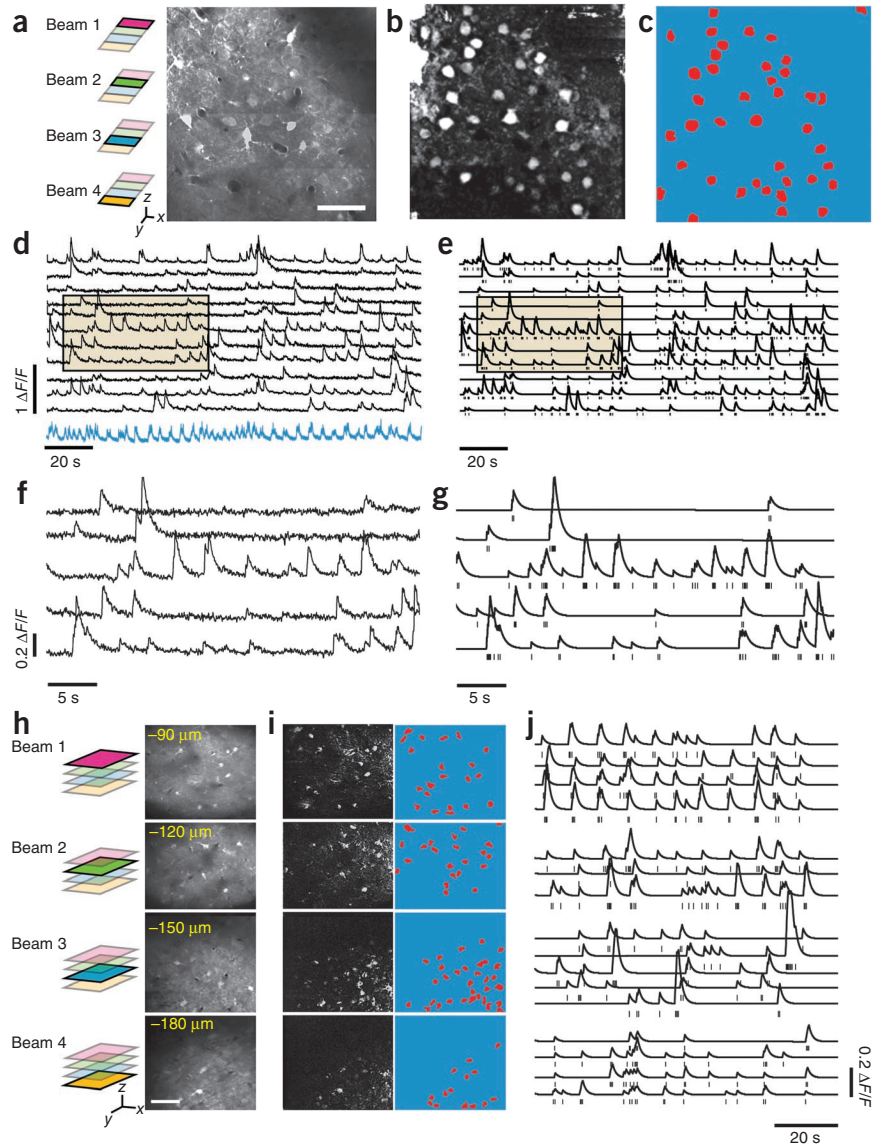 a
Beam 1
Beam 2
Beam 3
Beam 4
z
x
y
b
c
d
1 ΔF/F
20 s
e
20 s
f
0.2 ΔF/F
5 s
g
5 s
h
Beam 1
–90 µm
Beam 2
–120 µm
Beam 3
–150 µm
Beam 4
–180 µm
z
x
y
i
j
0.2 ΔF/F
20 s